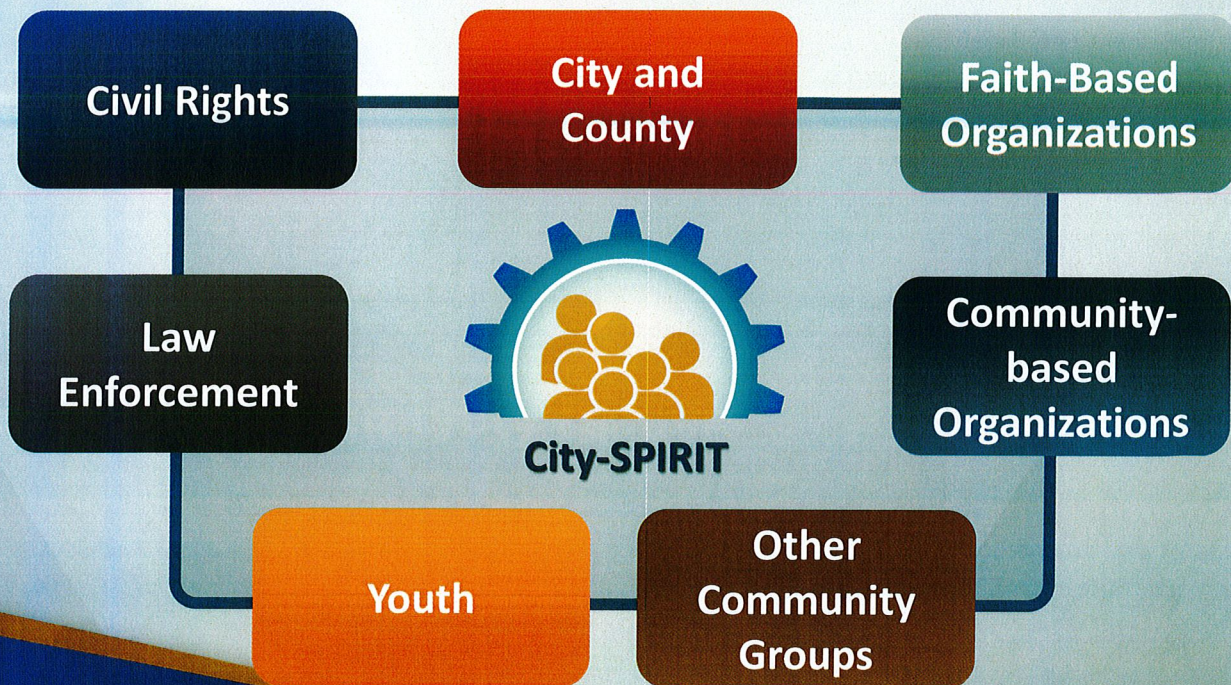 Civil Rights
City and
County
Faith-Based
Organizations
Law
Enforcement
Community-
based
Organizations
City-SPIRIT
Youth
Other
Community
Groups